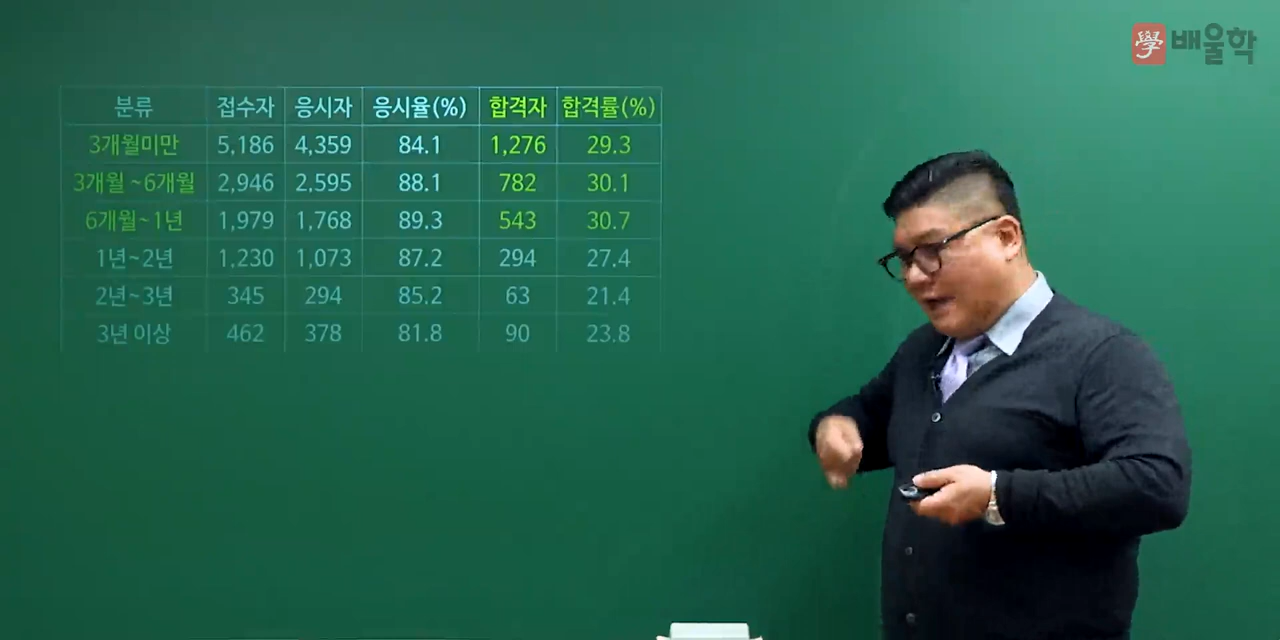 學 배울학
분류 접수자 응시자 응시율(%) 합격자 합격률(%)
3개월미만 5,186 4,359 84.1 1,276 29.3
3개월 ~6개월 2,946 2,595 88.1 782 30.1
6개월~1년 1,979 1,768 89.3 543 30.7
1년~2년 1,230 1,073 87.2 294 27.4
2년~3년 345 294 85.2 63 21.4
3년 이상 462 378 81.8 90 23.8